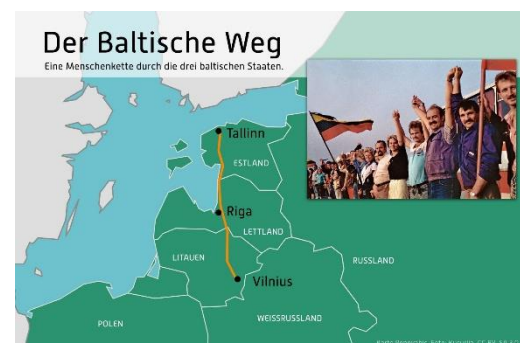 Der Baltische Weg
Eine Menschenkette durch die drei baltischen Staaten.
Tallinn
ESTLAND
Riga
LETTLAND
LITAUEN
RUSSLAND
Vilnius
POLEN
WEISSRUSSLAND